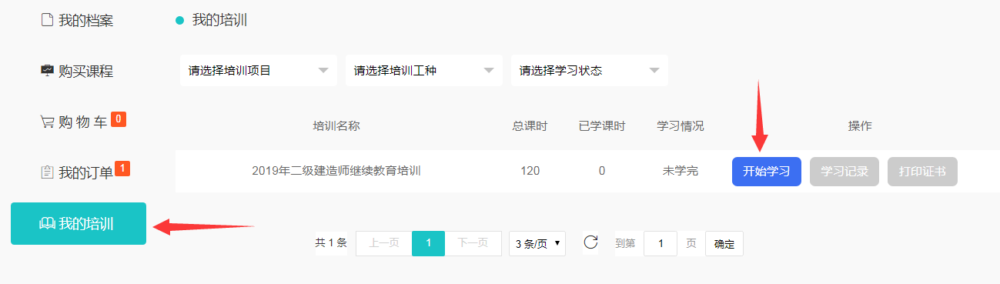 我的档案
购买课程
购 物 车 0
我的订单 1
我的培训
我的培训
请选择培训项目 请选择培训工种 请选择学习状态
培训名称 总课时 已学课时 学习情况 操作
2019年二级建造师继续教育培训 120 0 未学完 开始学习 学习记录 打印证书
共 1 条 上一页 1 下一页 3 条/页 到第 1 页 确定